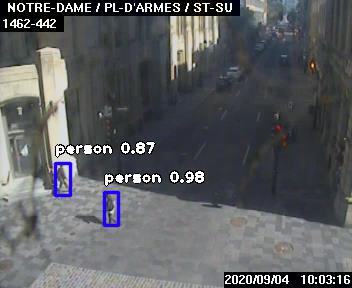 NOTRE-DAME / PL-D'ARMES / ST-SU
1462-442
person 0.87
person 0.98
2020/09/04 10:03:16